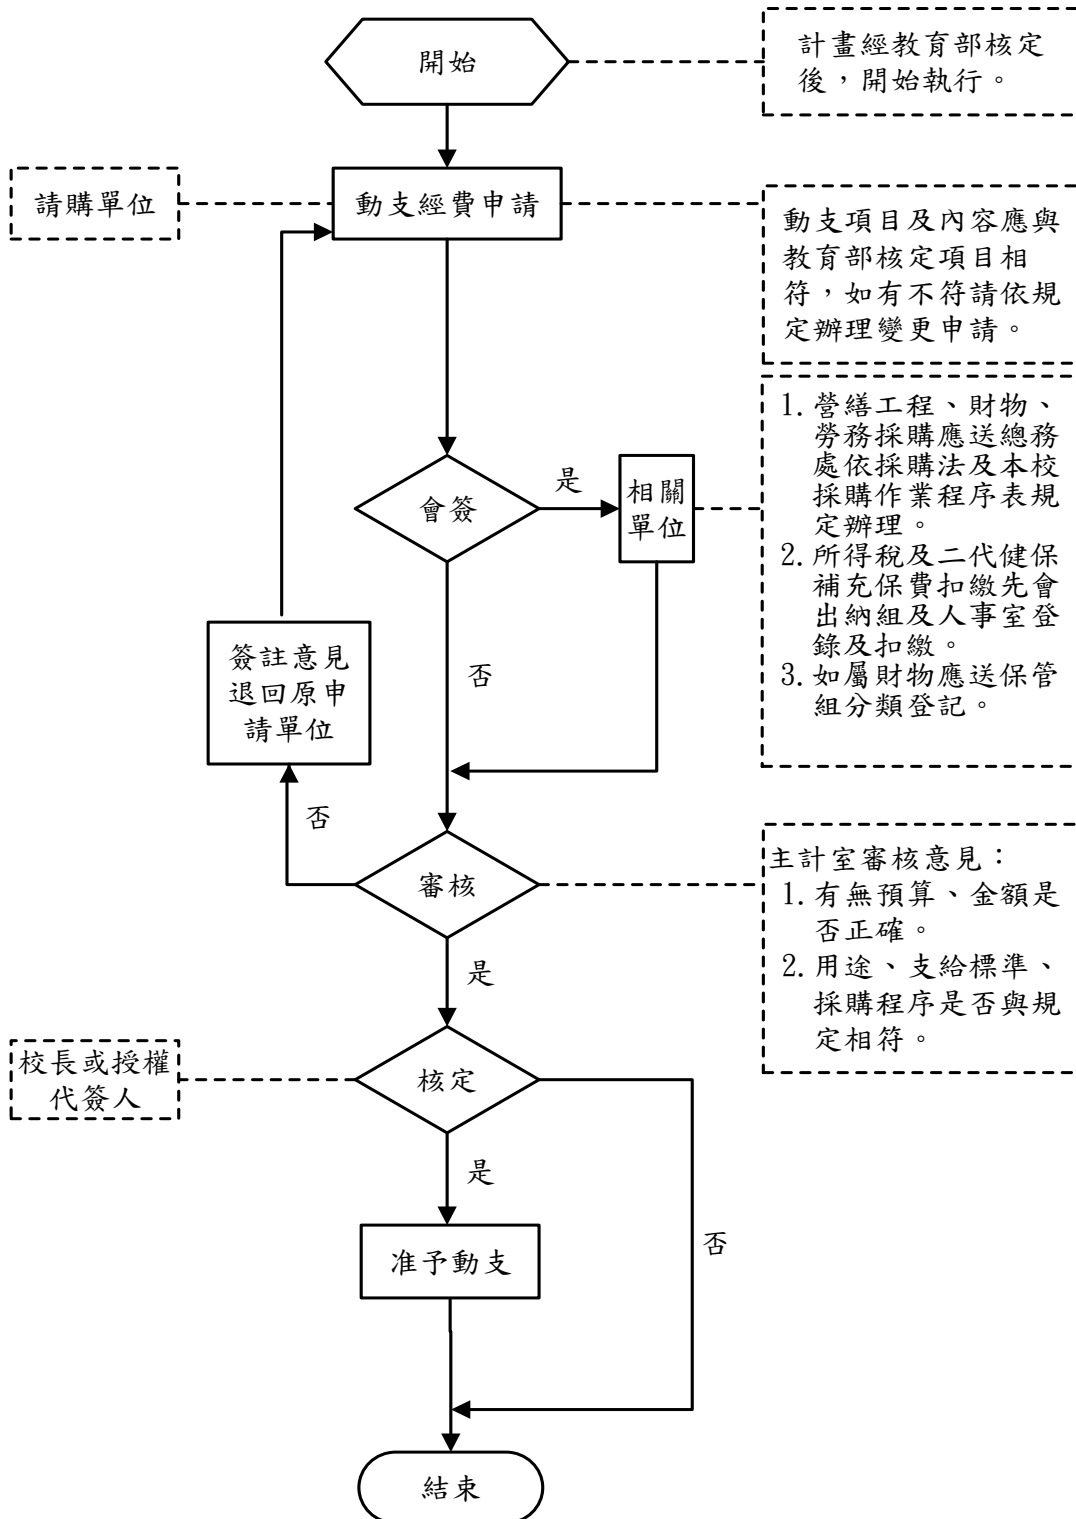 開始
計畫經教育部核定
後，開始執行。
請購單位
動支經費申請
動支項目及內容應與
教育部核定項目相
符，如有不符請依規
定辦理變更申請。
會簽
是
相關
單位
1. 營繕工程、財物、
勞務採購應送總務
處依採購法及本校
採購作業程序表規
定辦理。
2. 所得稅及二代健保
補充保費扣繳先會
出納組及人事室登
錄及扣繳。
3. 如屬財物應送保管
組分類登記。
簽註意見
退回原申
請單位
否
否
審核
主計室審核意見：
1. 有無預算、金額是
否正確。
2. 用途、支給標準、
採購程序是否與規
定相符。
是
校長或授權
代簽人
核定
是
否
准予動支
結束